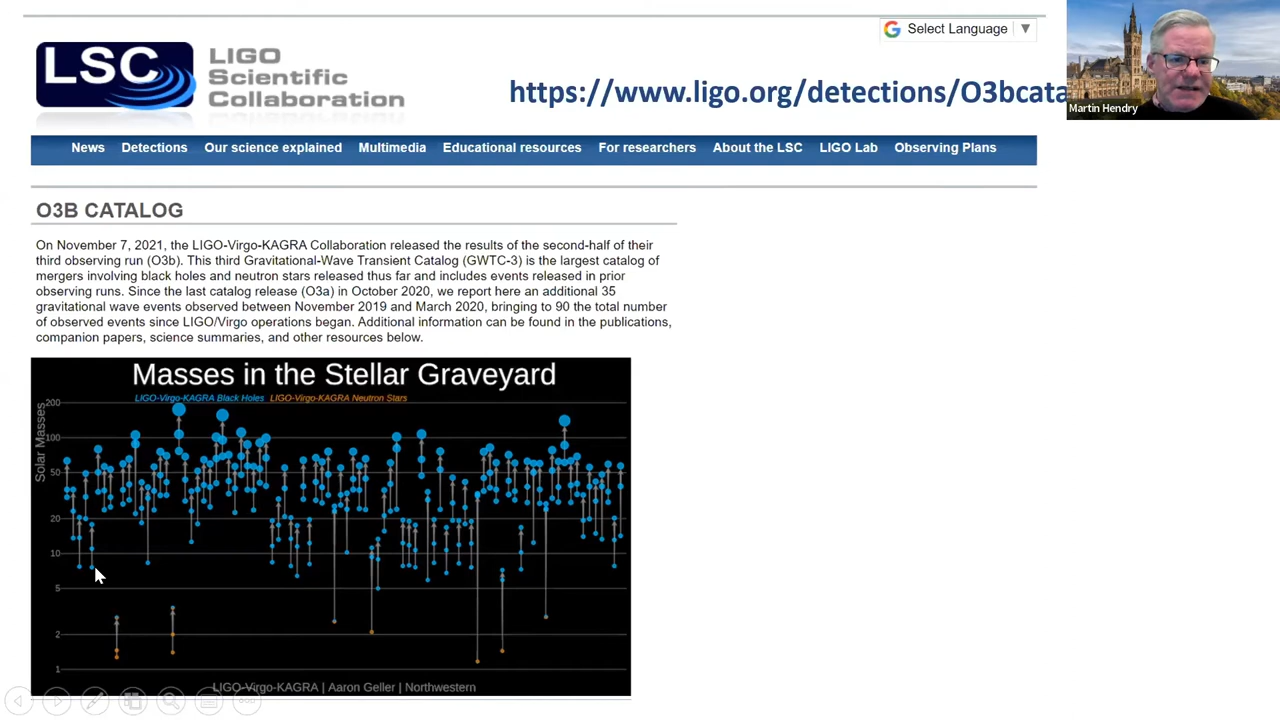 Select Language
LSC
LIGO
Scientific
Collaboration
https://www.ligo.org/detections/O3bcata
Martin Hendry
News Detections Our science explained Multimedia Educational resources For researchers About the LSC LIGO Lab Observing Plans
O3B CATALOG
On November 7, 2021, the LIGO-Virgo-KAGRA Collaboration released the results of the second-half of their
third observing run (O3b). This third Gravitational-Wave Transient Catalog (GWTC-3) is the largest catalog of
mergers involving black holes and neutron stars released thus far and includes events released in prior
observing runs. Since the last catalog release (O3a) in October 2020, we report here an additional 35
gravitational wave events observed between November 2019 and March 2020, bringing to 90 the total number
of observed events since LIGO/Virgo operations began. Additional information can be found in the publications,
companion papers, science summaries, and other resources below.
Masses in the Stellar Graveyard
LIGO-Virgo-KAGRA Black Holes LIGO-Virgo-KAGRA Neutron Stars
Solar Masses
200
100
50
20
10
5
2
1
LIGO-Virgo-KAGRA | Aaron Geller | Northwestern